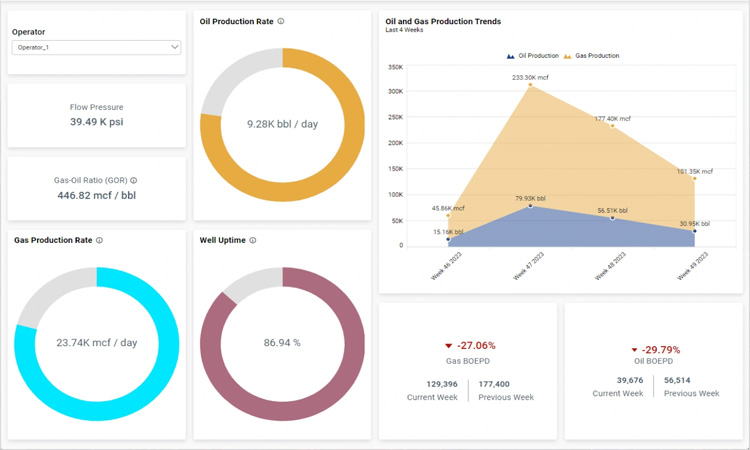 Operator
Operator_1
Flow Pressure
39.49 K psi
Gas-Oil Ratio (GOR)
446.82 mcf / bbl
Oil Production Rate
9.28K bbl / day
Gas Production Rate
23.74K mcf / day
Well Uptime
86.94 %
Oil and Gas Production Trends
Last 4 Weeks
Oil Production
Gas Production
350K
300K
250K
200K
150K
100K
50K
0
233.30K mcf
177.40K mcf
101.35K mcf
45.86K mcf
79.93K bbl
56.51K bbl
30.95K bbl
15.16K bbl
Week 46 2023
Week 47 2023
Week 48 2023
Week 49 2023
-27.06%
Gas BOEPD
129,396 177,400
Current Week Previous Week
-29.79%
Oil BOEPD
39,676 56,514
Current Week Previous Week